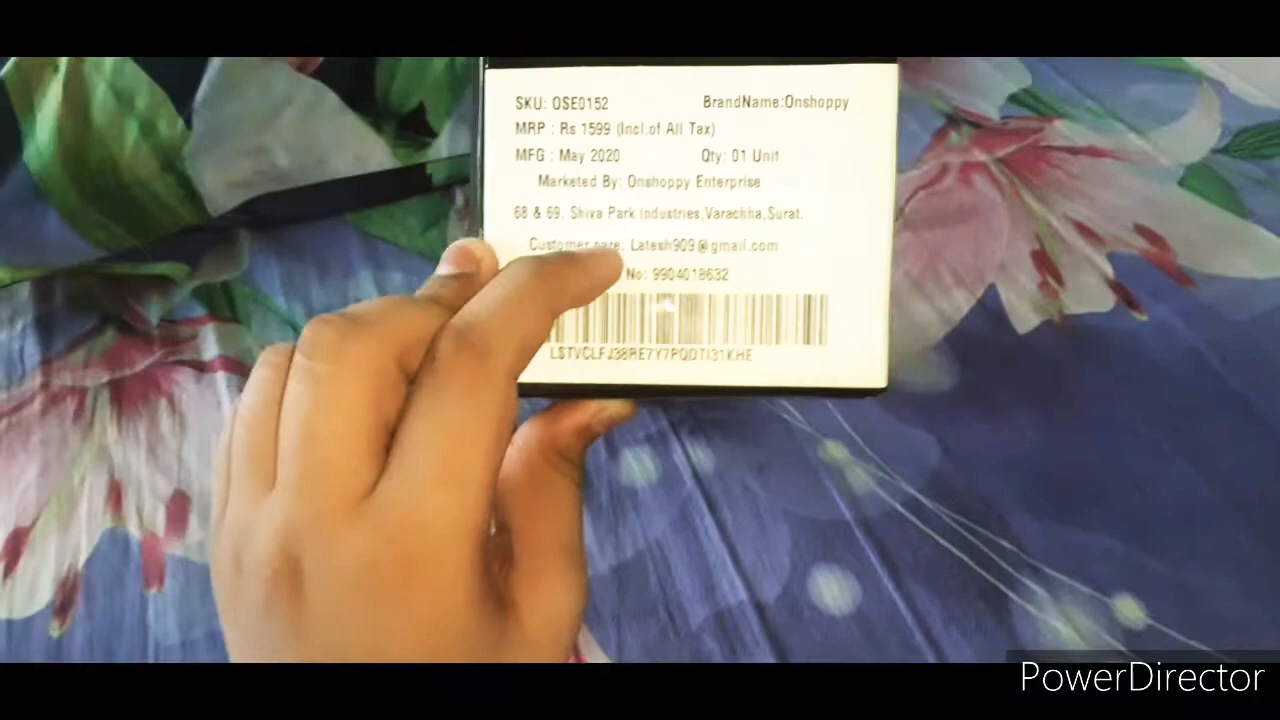 SKU: OSE0152 BrandName:Onshoppy
MRP : Rs 1599 (Incl.of All Tax)
MFG : May 2020 Qty: 01 Unit
Marketed By: Onshoppy Enterprise
68 & 69, Shiva Park Industries,Varachha,Surat.
Customer care: Latesh909@gmail.com
No: 9904018632
LSTVCLFJ38RE7Y7PQDTI31KHE
PowerDirector